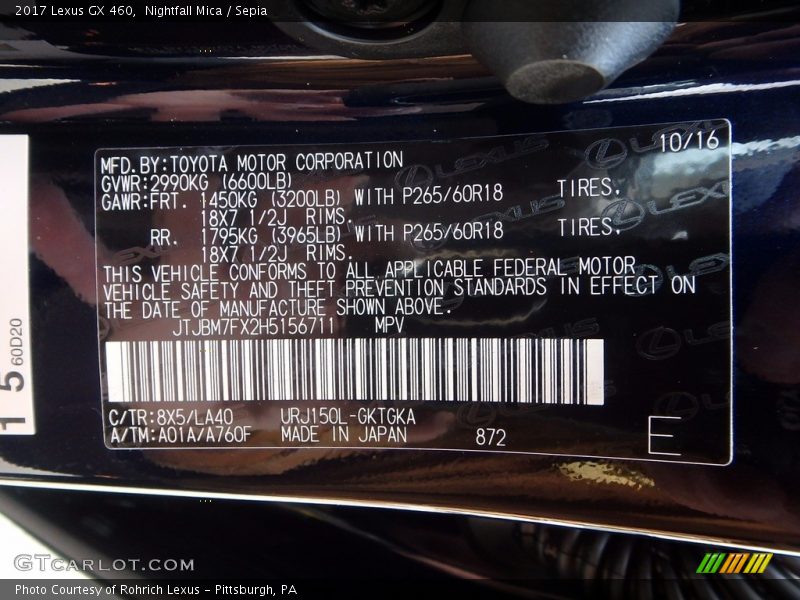 2017 Lexus GX 460, Nightfall Mica / Sepia
10/16
MFD.BY:TOYOTA MOTOR CORPORATION
GVWR:2990KG (6600LB)
GAWR:FRT. 1450KG (3200LB) WITH P265/60R18 TIRES.
18X7 1/2J RIMS.
RR. 1795KG (3965LB) WITH P265/60R18 TIRES.
18X7 1/2J RIMS.
THIS VEHICLE CONFORMS TO ALL APPLICABLE FEDERAL MOTOR
VEHICLE SAFETY AND THEFT PREVENTION STANDARDS IN EFFECT ON
THE DATE OF MANUFACTURE SHOWN ABOVE.
JTJBM7FX2H5156711 MPV
C/TR:8X5/LA40 URJ150L-GKTGKA
A/TM:A01A/A760F MADE IN JAPAN 872 E
1 5 60D20
LEXUS
GTCARLOT.COM
Photo Courtesy of Rohrich Lexus - Pittsburgh, PA